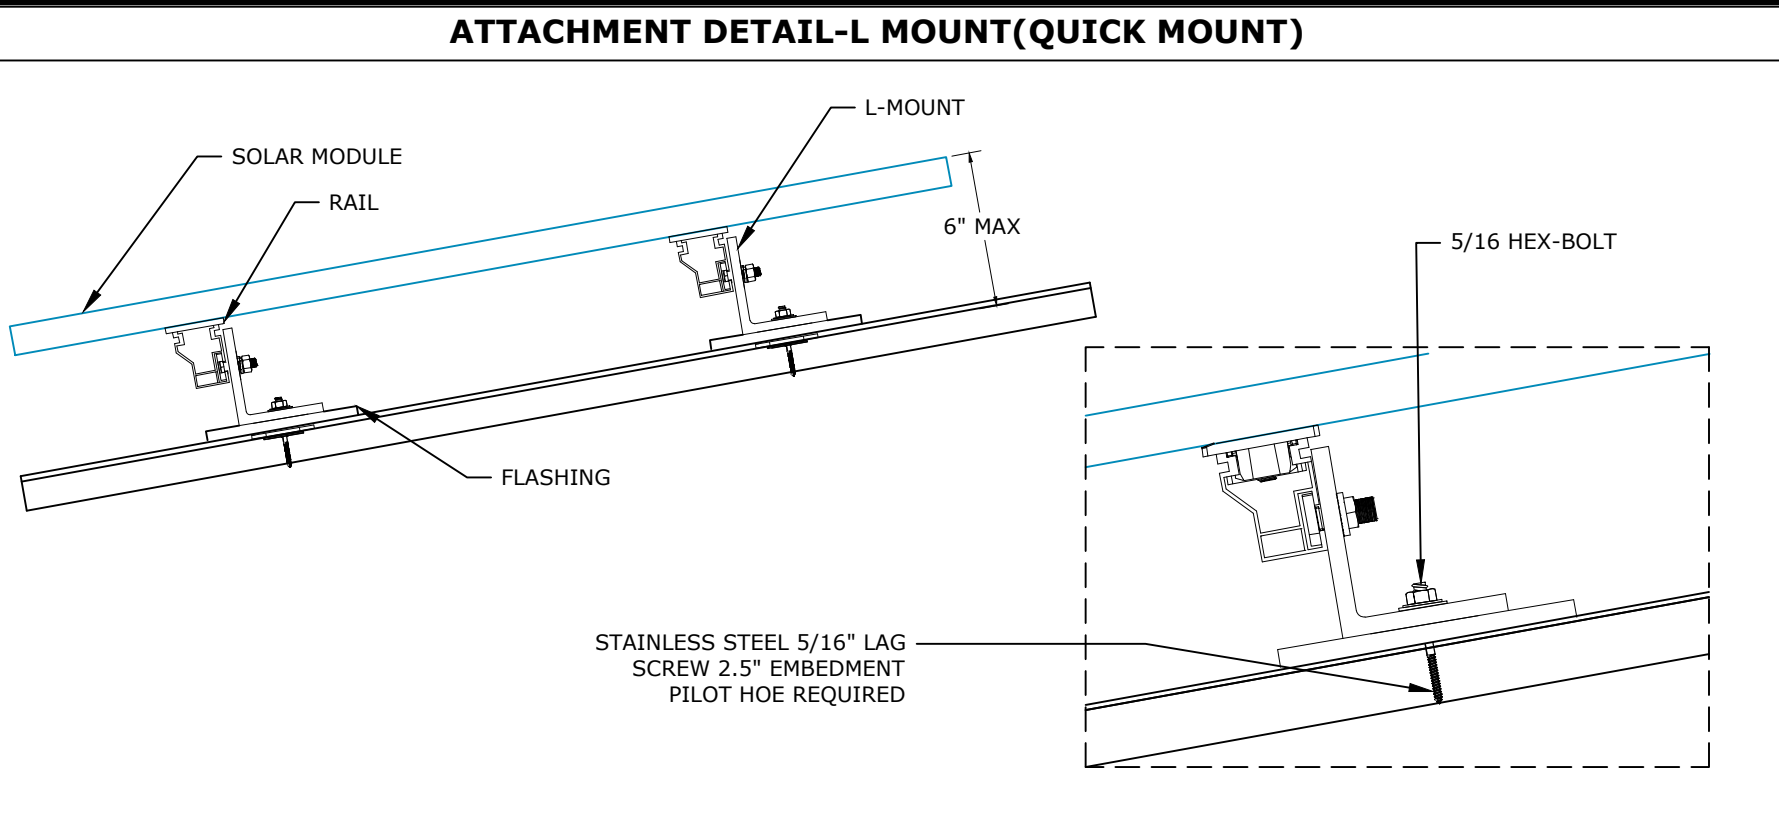 ATTACHMENT DETAIL-L MOUNT(QUICK MOUNT)
L-MOUNT
SOLAR MODULE
RAIL
6" MAX
5/16 HEX-BOLT
FLASHING
STAINLESS STEEL 5/16" LAG
SCREW 2.5" EMBEDMENT
PILOT HOE REQUIRED